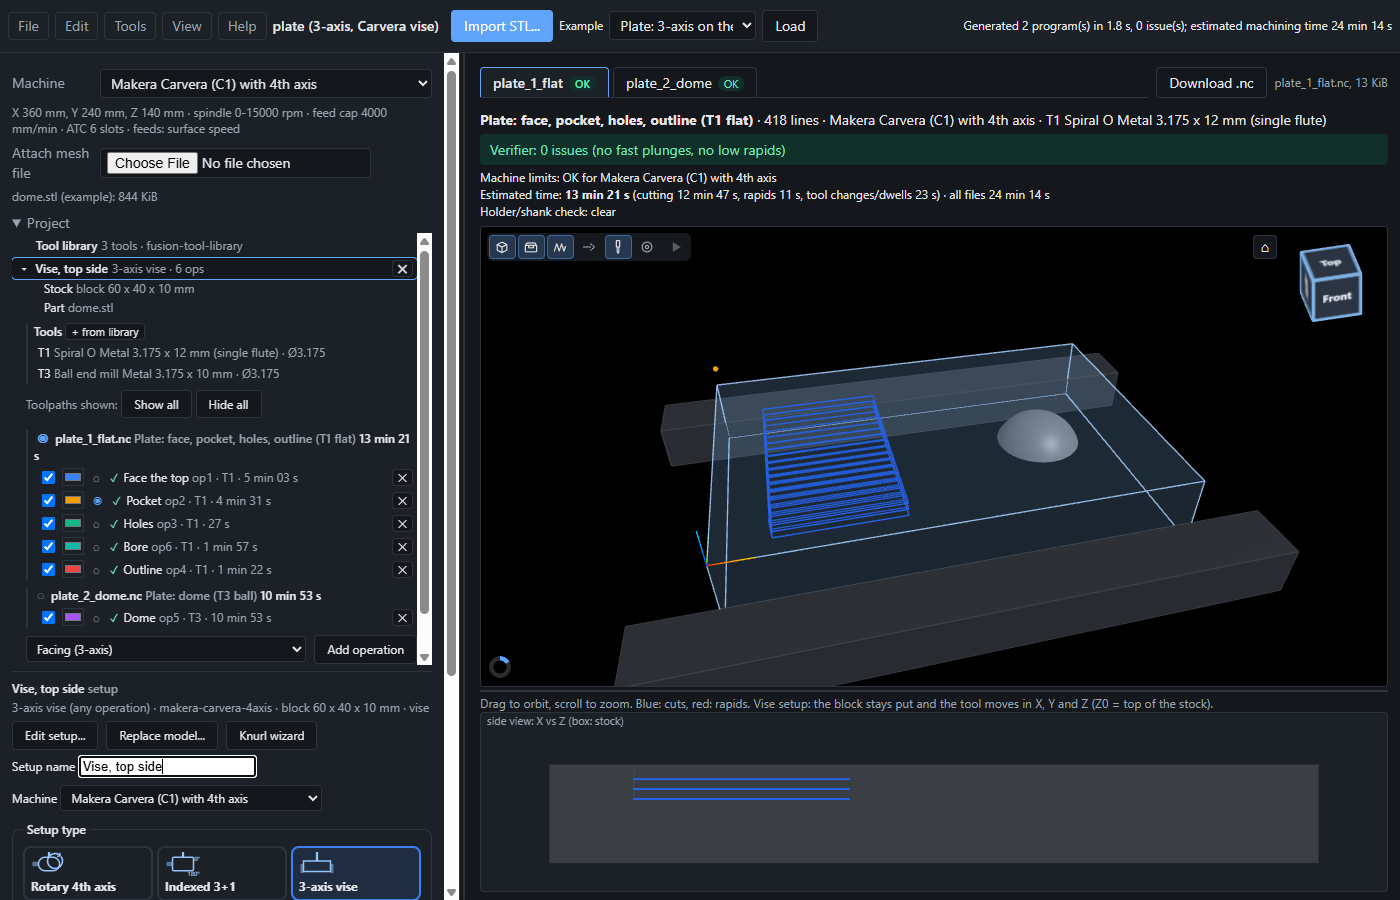 File Edit Tools View Help plate (3-axis, Carvera vise) Import STL... Example Plate: 3-axis on the Load Generated 2 program(s) in 1.8 s, 0 issue(s); estimated machining time 24 min 14 s
Machine Makera Carvera (C1) with 4th axis
X 360 mm, Y 240 mm, Z 140 mm · spindle 0-15000 rpm · feed cap 4000
mm/min · ATC 6 slots · feeds: surface speed
Attach mesh
file Choose File No file chosen
dome.stl (example): 844 KiB
▼ Project
Tool library 3 tools · fusion-tool-library
Vise, top side 3-axis vise · 6 ops
Stock block 60 x 40 x 10 mm
Part dome.stl
Tools + from library
T1 Spiral O Metal 3.175 x 12 mm (single flute) · Ø3.175
T3 Ball end mill Metal 3.175 x 10 mm · Ø3.175
Toolpaths shown: Show all Hide all
plate_1_flat.nc Plate: face, pocket, holes, outline (T1 flat) 13 min 21
s
✓ Face the top op1 · T1 · 5 min 03 s
✓ Pocket op2 · T1 · 4 min 31 s
✓ Holes op3 · T1 · 27 s
✓ Bore op6 · T1 · 1 min 57 s
✓ Outline op4 · T1 · 1 min 22 s
plate_2_dome.nc Plate: dome (T3 ball) 10 min 53 s
✓ Dome op5 · T3 · 10 min 53 s
Facing (3-axis) Add operation
Vise, top side setup
3-axis vise (any operation) · makera-carvera-4axis · block 60 x 40 x 10 mm · vise
Edit setup... Replace model... Knurl wizard
Setup name Vise, top side
Machine Makera Carvera (C1) with 4th axis
Setup type
Rotary 4th axis Indexed 3+1 3-axis vise
plate_1_flat OK plate_2_dome OK Download .nc plate_1_flat.nc, 13 KiB
Plate: face, pocket, holes, outline (T1 flat) · 418 lines · Makera Carvera (C1) with 4th axis · T1 Spiral O Metal 3.175 x 12 mm (single flute)
Verifier: 0 issues (no fast plunges, no low rapids)
Machine limits: OK for Makera Carvera (C1) with 4th axis
Estimated time: 13 min 21 s (cutting 12 min 47 s, rapids 11 s, tool changes/dwells 23 s) · all files 24 min 14 s
Holder/shank check: clear
Top
Front
Drag to orbit, scroll to zoom. Blue: cuts, red: rapids. Vise setup: the block stays put and the tool moves in X, Y and Z (Z0 = top of the stock).
side view: X vs Z (box: stock)